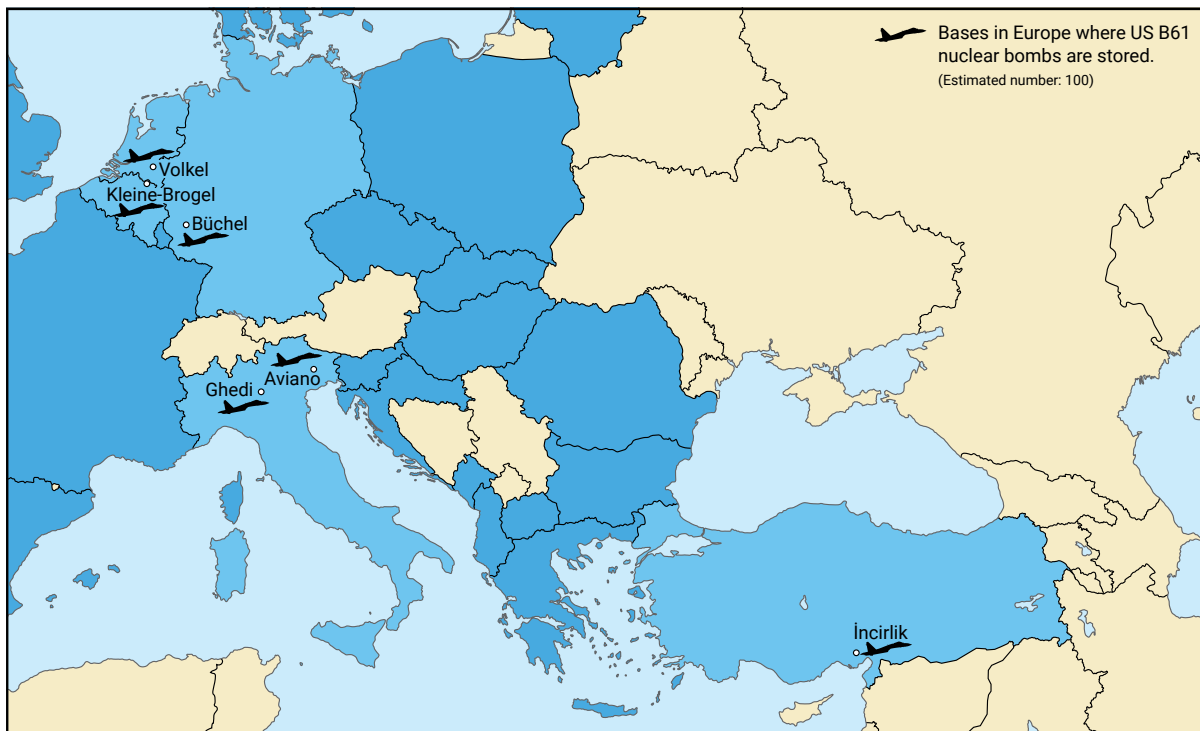 Bases in Europe where US B61
nuclear bombs are stored.
(Estimated number: 100)
Volkel
Kleine-Brogel
Büchel
Aviano
Ghedi
İncirlik